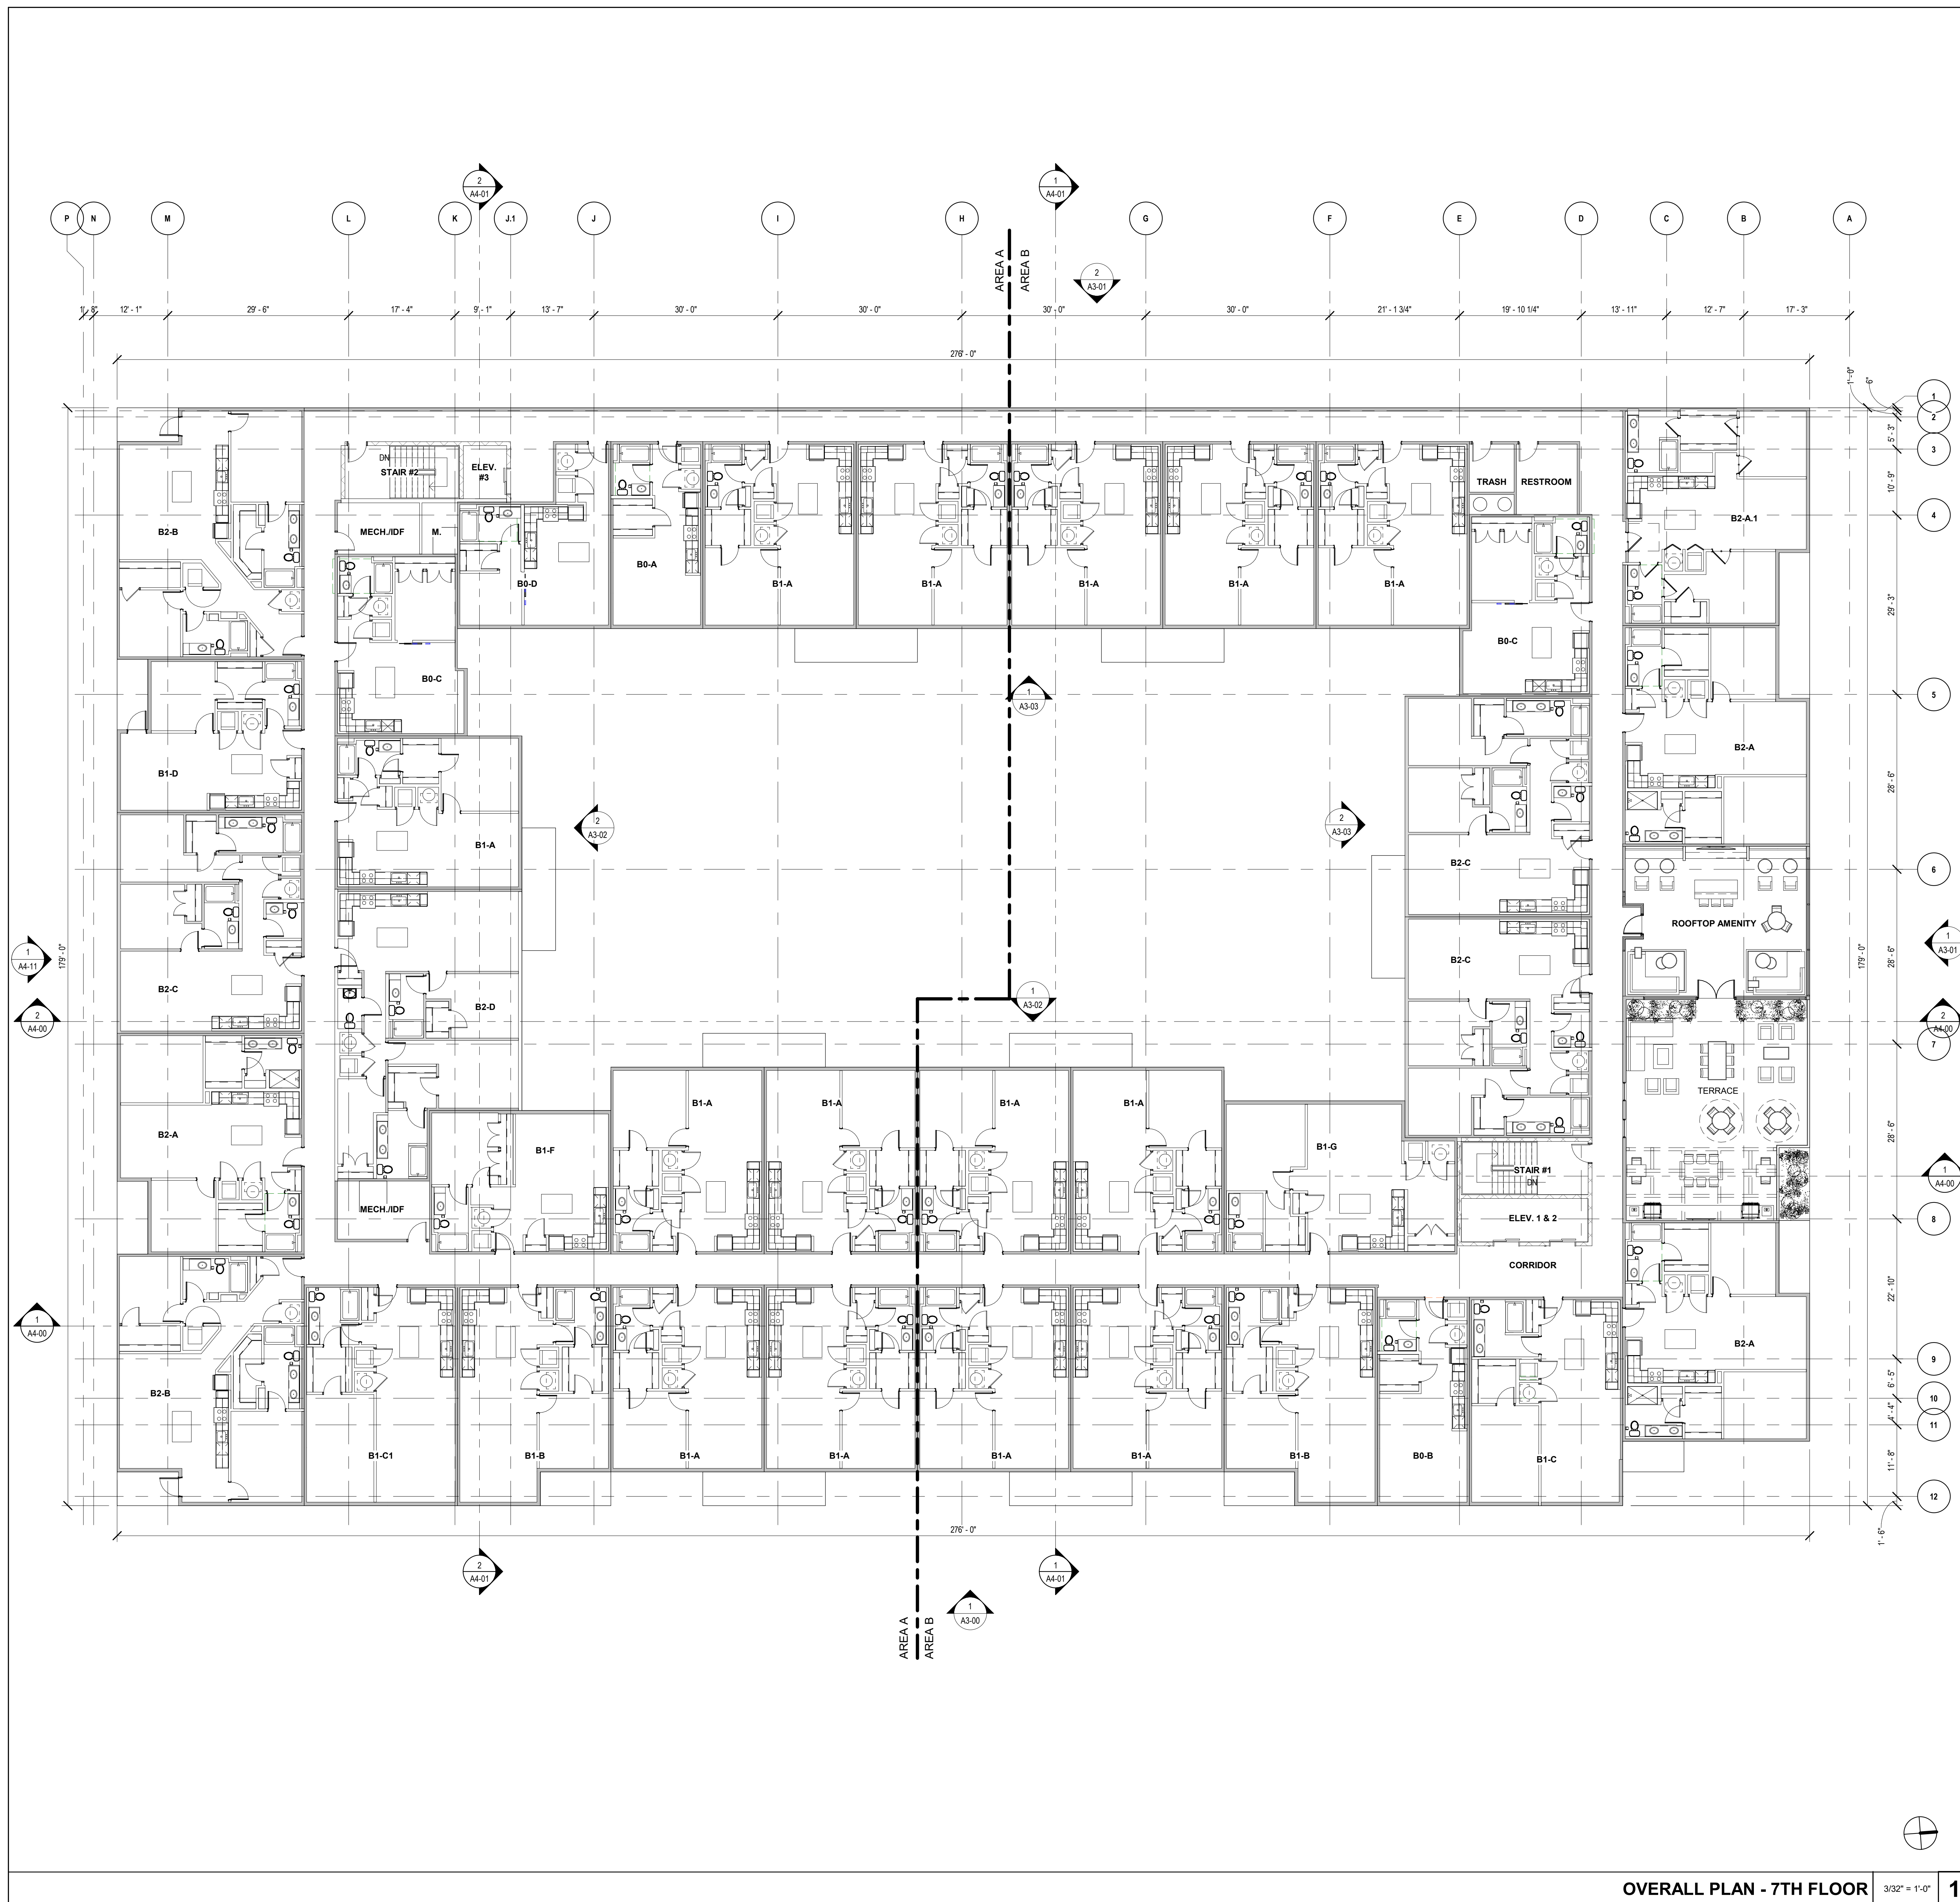 2
A4-01
1
A4-01
P
N
M
L
K
J.1
J
I
H
G
F
E
D
C
B
A
AREA A
AREA B
2
A3-01
1' - 6"
12' - 1"
29' - 6"
17' - 4"
9' - 1"
13' - 7"
30' - 0"
30' - 0"
30' - 0"
30' - 0"
21' - 1 3/4"
19' - 10 1/4"
13' - 11"
12' - 7"
17' - 3"
276' - 0"
1' - 0"
6"
1
2
5' - 3"
3
10' - 9"
4
29' - 3"
5
28' - 6"
6
28' - 6"
7
28' - 6"
8
22' - 10"
9
6' - 5"
10
4' - 4"
11
11' - 8"
12
1' - 6"
179' - 0"
179' - 0"
DN
STAIR #2
ELEV.
#3
TRASH
RESTROOM
B2-B
MECH./IDF
M.
B2-A.1
B0-D
B0-A
B1-A
B1-A
B1-A
B1-A
B1-A
B0-C
B0-C
1
A3-03
B1-D
B2-A
2
A3-02
2
A3-03
B1-A
B2-C
ROOFTOP AMENITY
1
A4-11
1
A3-01
B2-C
B2-C
B2-D
1
A3-02
2
A4-00
2
A4-00
TERRACE
B1-A
B1-A
B1-A
B1-A
B2-A
B1-F
B1-G
STAIR #1
DN
1
A4-00
MECH./IDF
ELEV. 1 & 2
CORRIDOR
1
A4-00
B2-A
B2-B
B1-C1
B1-B
B1-A
B1-A
B1-A
B1-A
B1-B
B0-B
B1-C
276' - 0"
2
A4-01
1
A4-01
1
A3-00
AREA A
AREA B
OVERALL PLAN - 7TH FLOOR
3/32" = 1'-0"
1